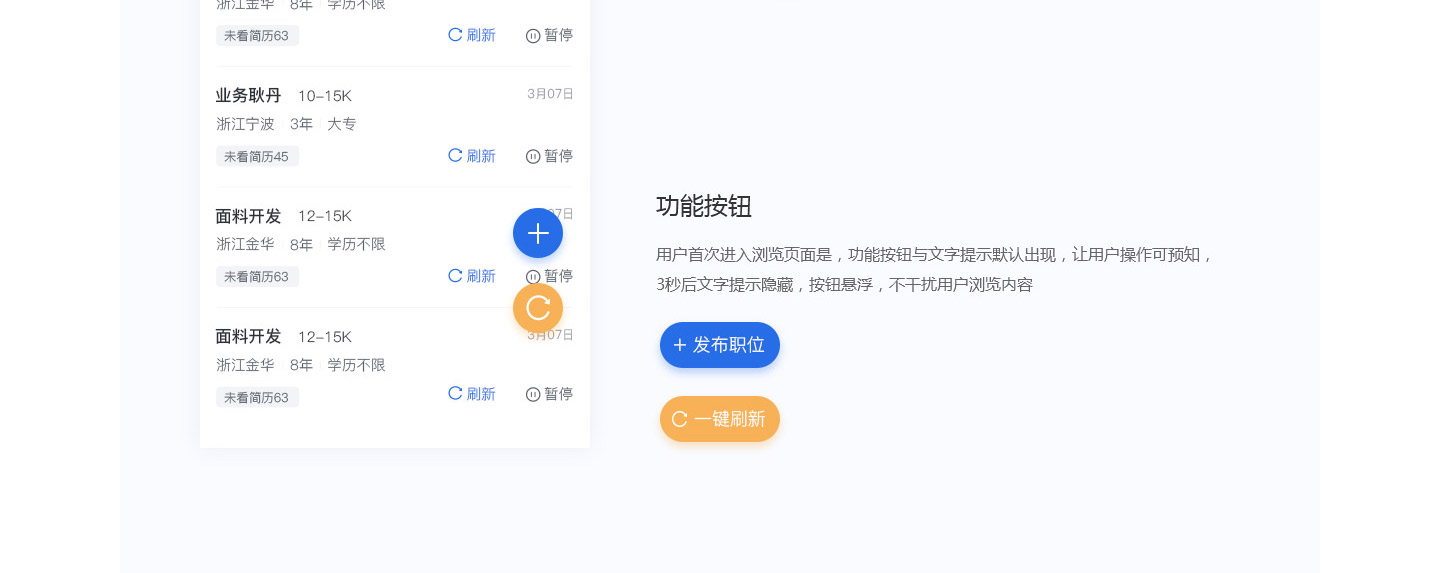 浙江金华 8年 学历不限
未看简历63 刷新 暂停
业务耿丹 10-15K 3月07日
浙江宁波 3年 大专
未看简历45 刷新 暂停
面料开发 12-15K 07日
浙江金华 8年 学历不限
未看简历63 刷新 暂停
面料开发 12-15K 3月07日
浙江金华 8年 学历不限
未看简历63 刷新 暂停
功能按钮
用户首次进入浏览页面是，功能按钮与文字提示默认出现，让用户操作可预知，
3秒后文字提示隐藏，按钮悬浮，不干扰用户浏览内容
+ 发布职位
一键刷新